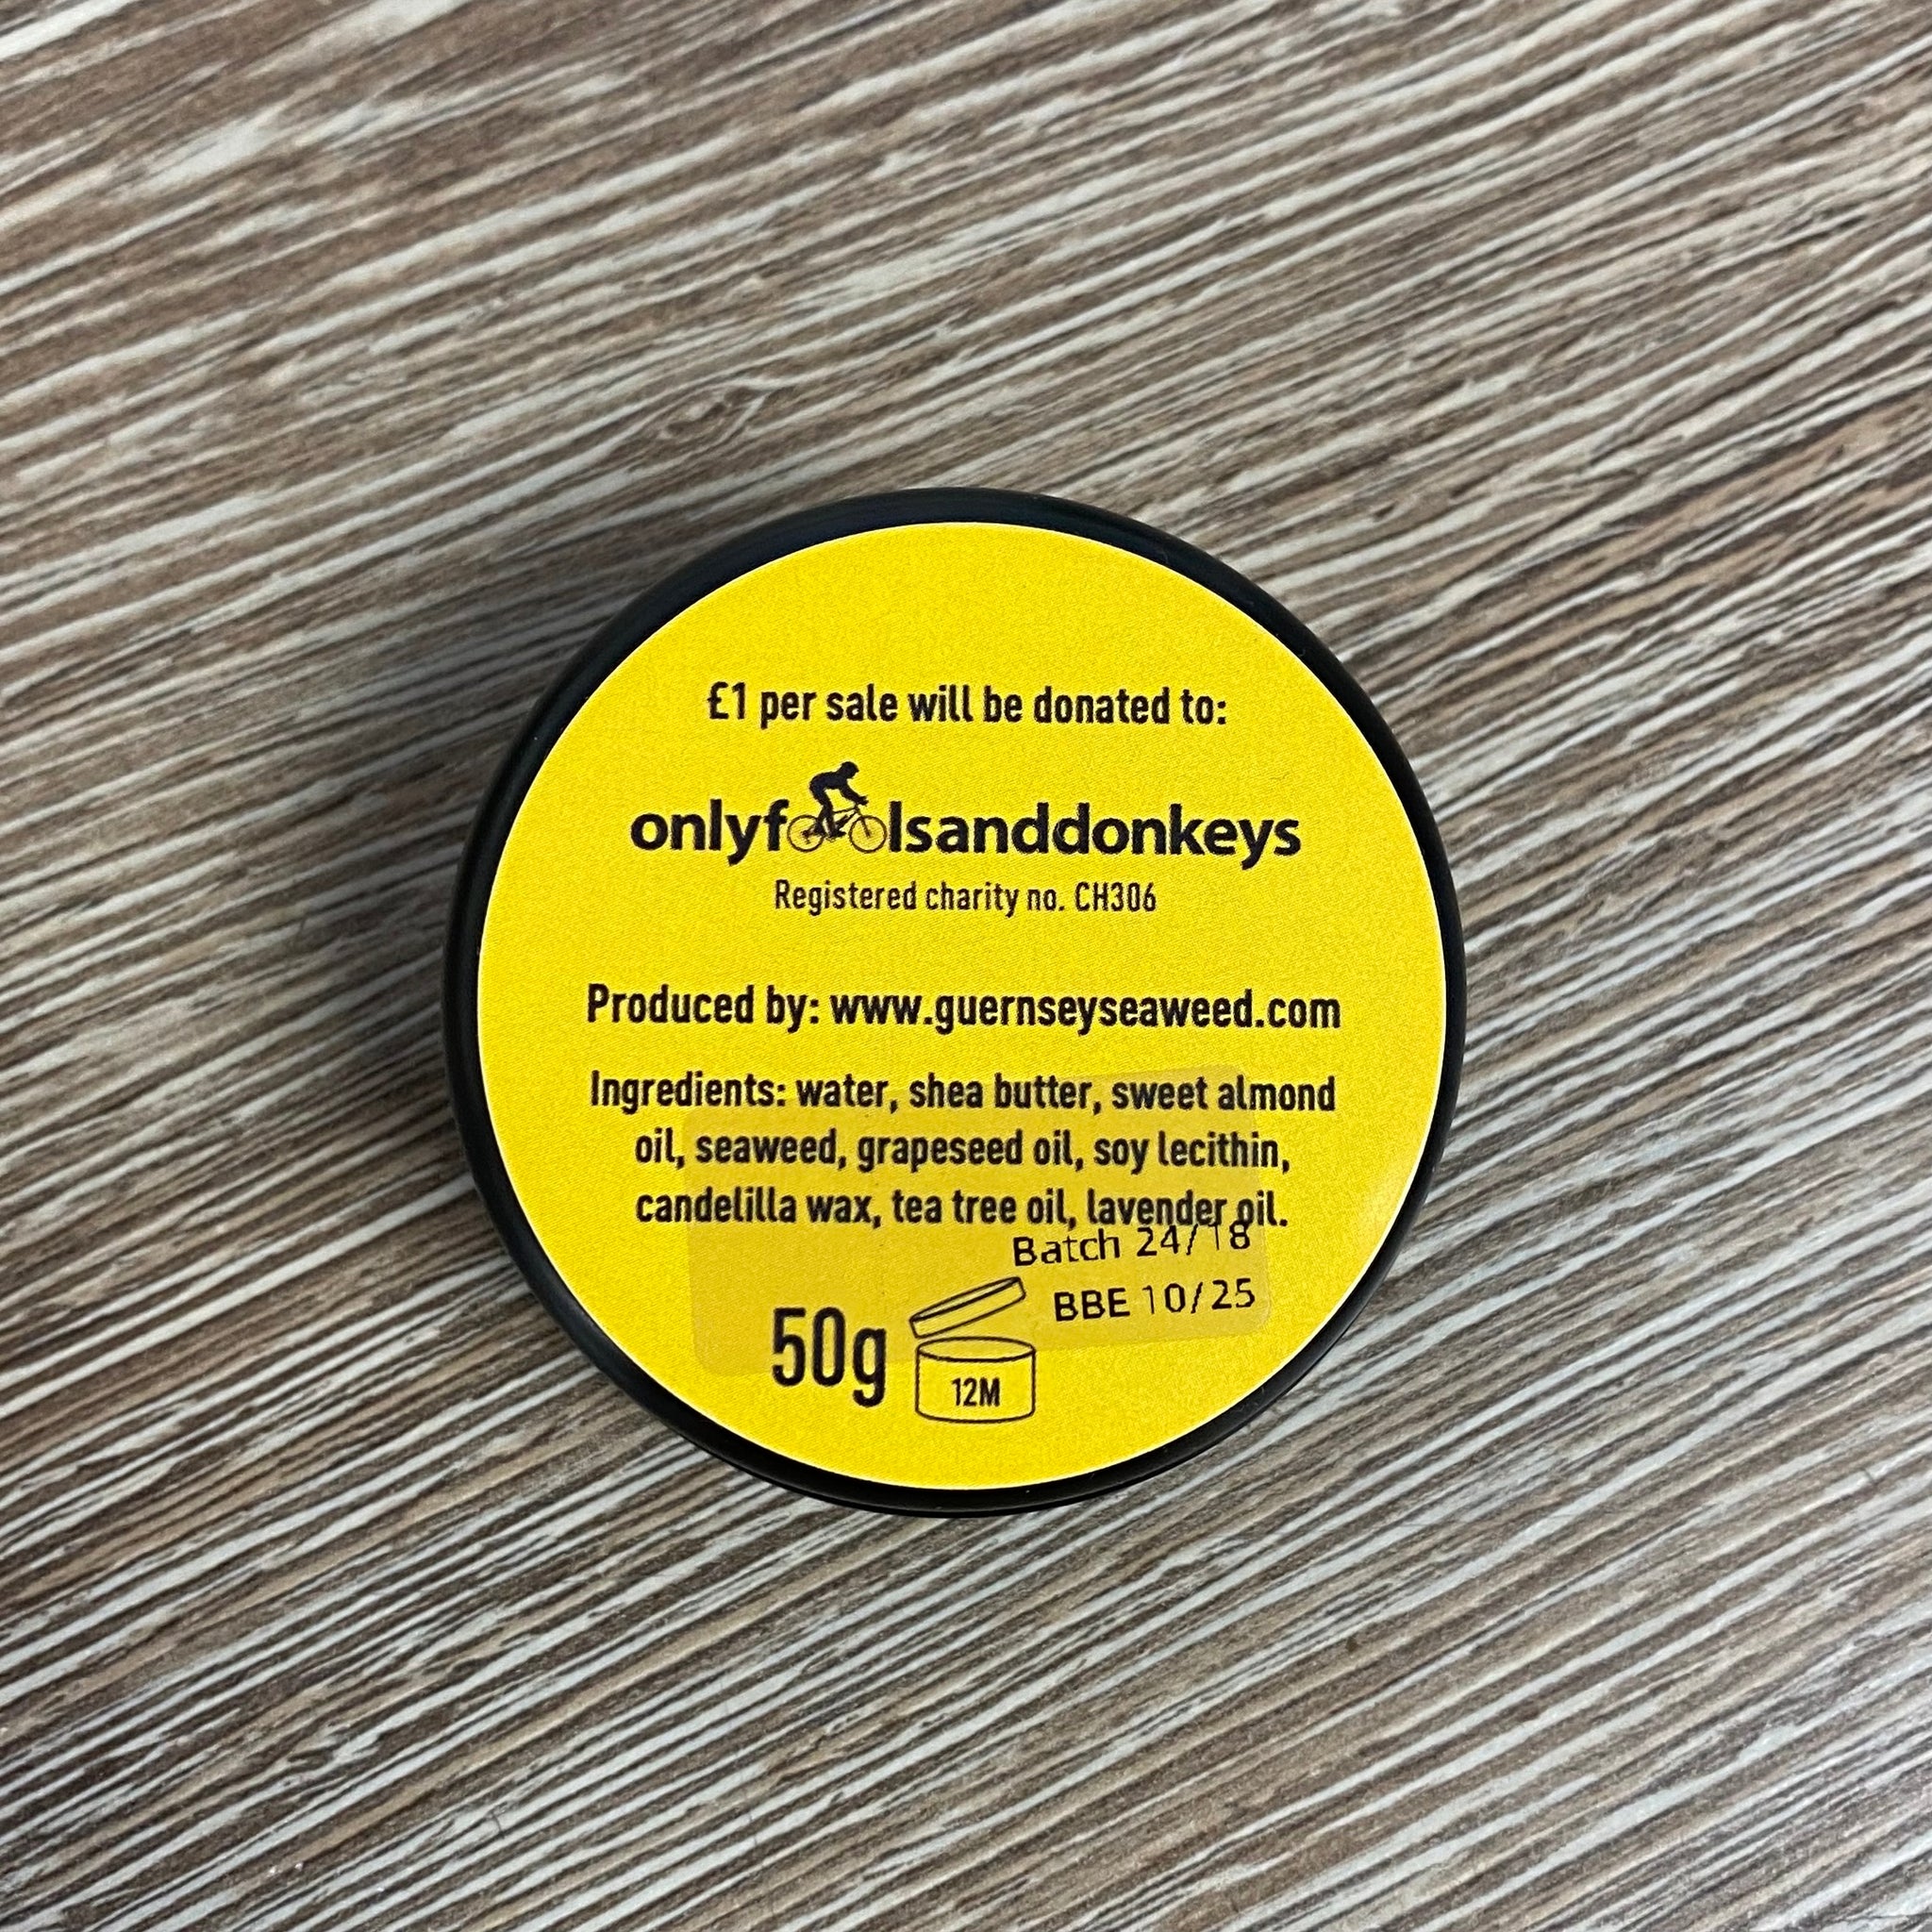 £1 per sale will be donated to:
onlyfoolsanddonkeys
Registered charity no. CH306
Produced by: www.guernseyseaweed.com
Ingredients: water, shea butter, sweet almond
oil, seaweed, grapeseed oil, soy lecithin,
candelilla wax, tea tree oil, lavender oil.
Batch 24/18
BBE 10/25
50g
12M